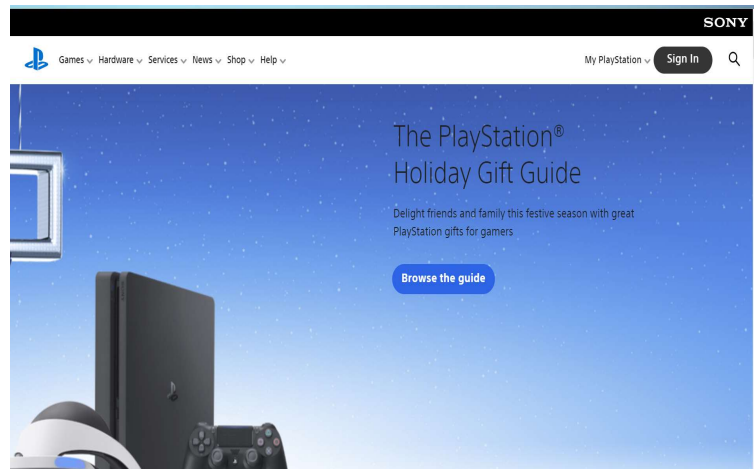 SONY
Games Hardware Services News Shop Help My PlayStation Sign In
The PlayStation®
Holiday Gift Guide
Delight friends and family this festive season with great
PlayStation gifts for gamers
Browse the guide